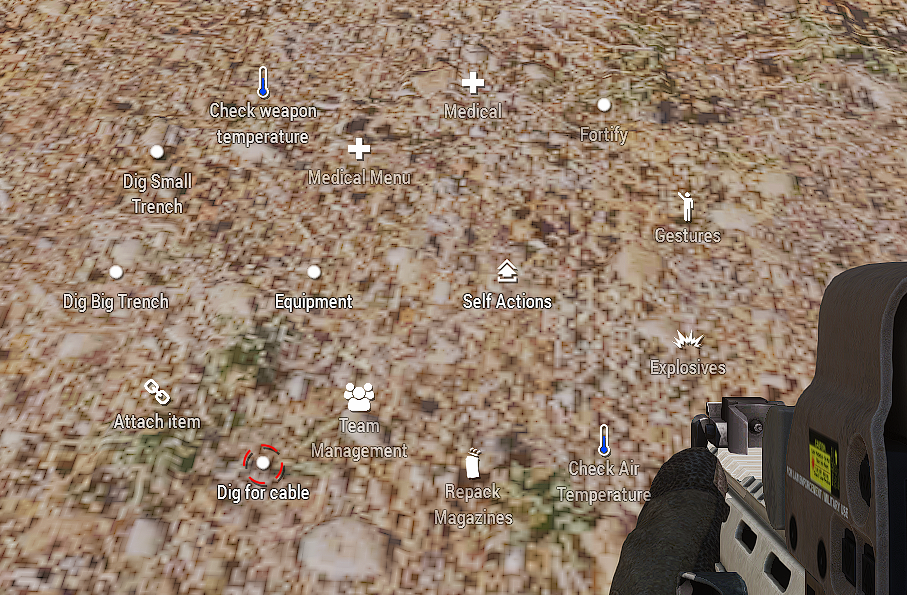 Check weapon
temperature
Medical
Fortify
Medical Menu
Dig Small
Trench
Gestures
Dig Big Trench
Equipment
Self Actions
Explosives
Attach item
Team
Management
Dig for cable
Repack
Magazines
Check Air
Temperature